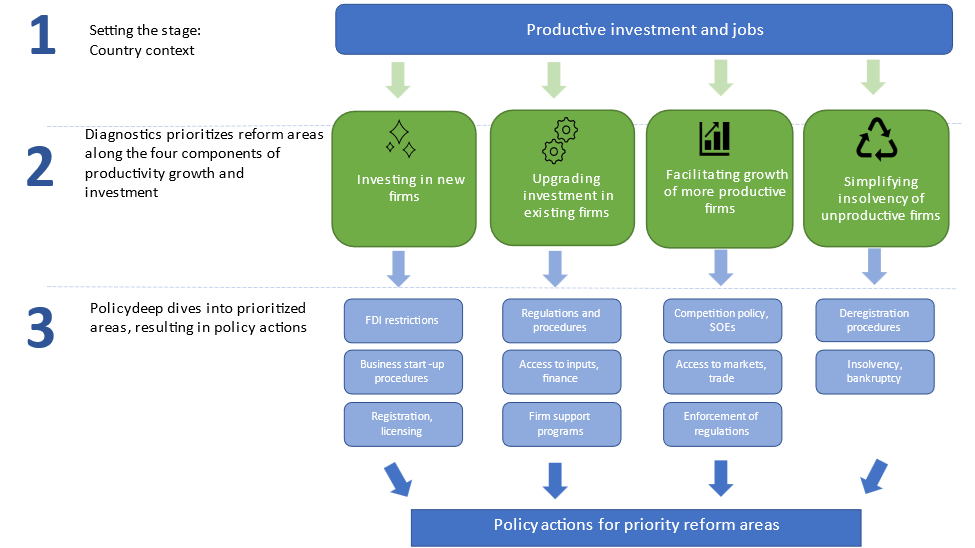 1
Setting the stage:
Country context
Productive investment and jobs
2
Diagnostics prioritizes reform areas
along the four components of
productivity growth and
investment
Investing in new
firms
Upgrading
investment in
existing firms
Facilitating growth
of more productive
firms
Simplifying
insolvency of
unproductive firms
3
Policydeep dives into prioritized
areas, resulting in policy actions
FDI restrictions
Business start -up
procedures
Registration,
licensing
Regulations and
procedures
Access to inputs,
finance
Firm support
programs
Competition policy,
SOEs
Access to markets,
trade
Enforcement of
regulations
Deregistration
procedures
Insolvency,
bankruptcy
Policy actions for priority reform areas